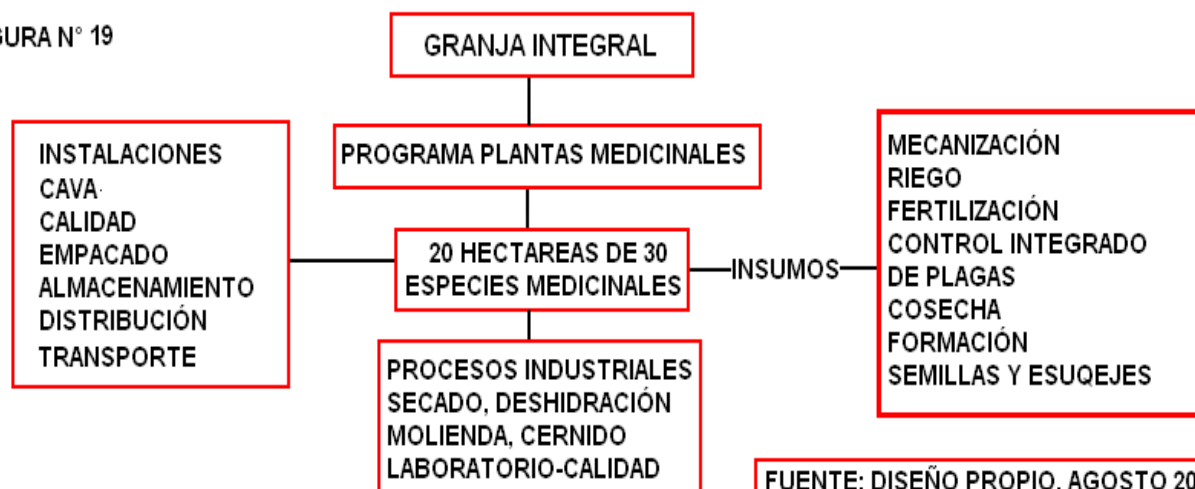 GURA N° 19
GRANJA INTEGRAL
PROGRAMA PLANTAS MEDICINALES
INSTALACIONES
CAVA
CALIDAD
EMPACADO
ALMACENAMIENTO
DISTRIBUCIÓN
TRANSPORTE
20 HECTAREAS DE 30
ESPECIES MEDICINALES
INSUMOS
MECANIZACIÓN
RIEGO
FERTILIZACIÓN
CONTROL INTEGRADO
DE PLAGAS
COSECHA
FORMACIÓN
SEMILLAS Y ESUQEJES
PROCESOS INDUSTRIALES
SECADO, DESHIDRACIÓN
MOLIENDA, CERNIDO
LABORATORIO-CALIDAD
FUENTE: DISEÑO PROPIO. AGOSTO 20